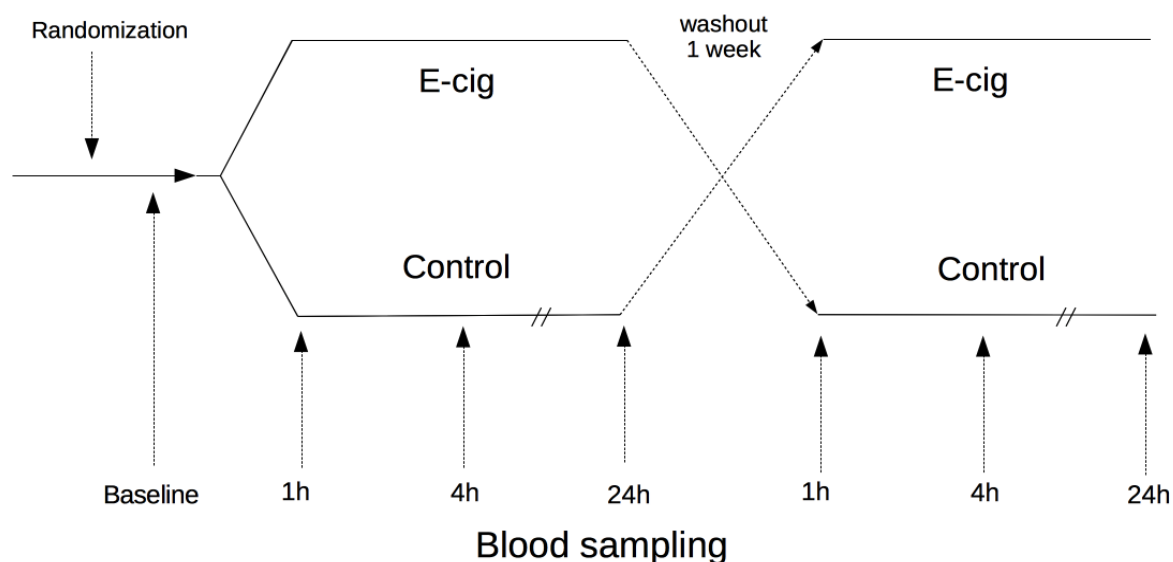 Randomization
washout
1 week
E-cig
E-cig
Control
Control
Baseline
1h
4h
24h
1h
4h
24h
Blood sampling